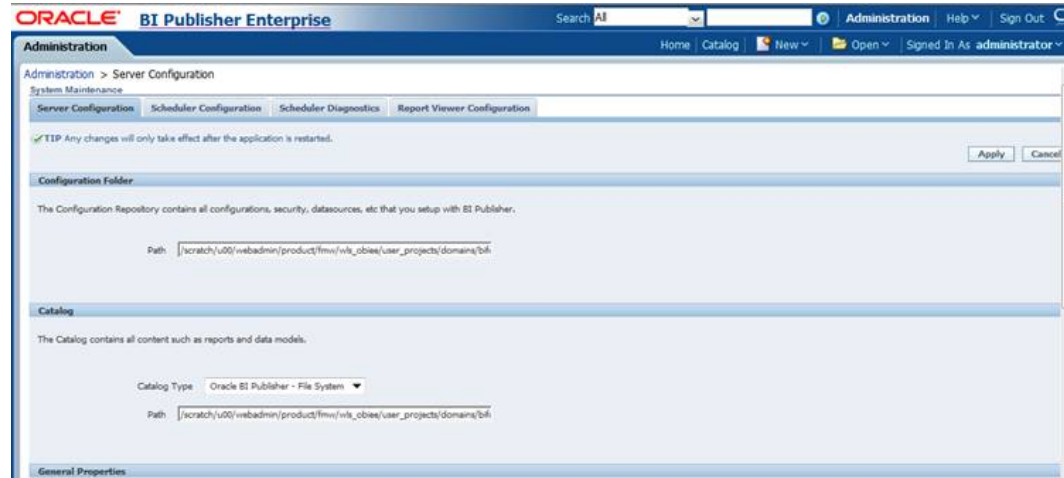 ORACLE' BI Publisher Enterprise Search All Administration Help Sign Out
Administration Home Catalog New Open Signed In As administrator
Administration > Server Configuration
System Maintenance
Server Configuration Scheduler Configuration Scheduler Diagnostics Report Viewer Configuration
TIP Any changes will only take effect after the application is restarted.
Apply Cancel
Configuration Folder
The Configuration Repository contains all configurations, security, datasources, etc that you setup with BI Publisher.
Path /scratch/u00/webadmin/product/fmw/wls_obiee/user_projects/domains/bifi
Catalog
The Catalog contains all content such as reports and data models.
Catalog Type Oracle BI Publisher - File System
Path /scratch/u00/webadmin/product/fmw/wls_obiee/user_projects/domains/bifi
General Properties